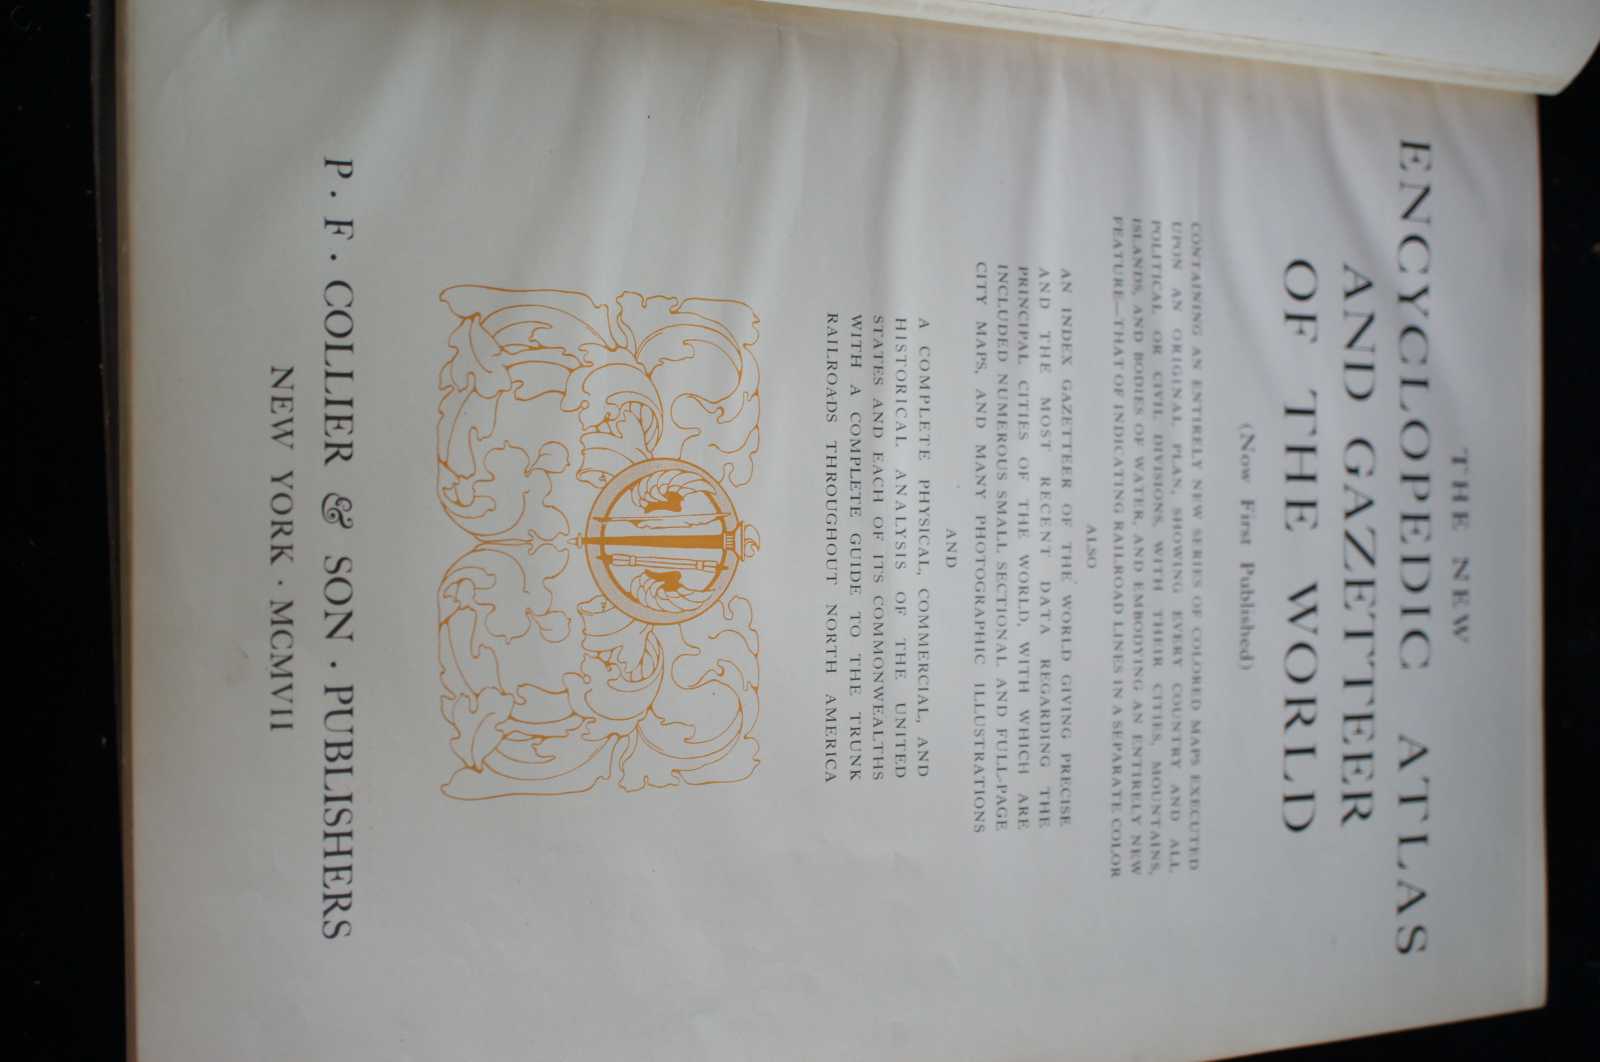 THE NEW
ENCYCLOPEDIC ATLAS
AND GAZETTEER
OF THE WORLD
(Now First Published)
CONTAINING AN ENTIRELY NEW SERIES OF COLORED MAPS EXECUTED
UPON AN ORIGINAL PLAN, SHOWING EVERY COUNTRY AND ALL
POLITICAL OR CIVIL DIVISIONS, WITH THEIR CITIES, MOUNTAINS,
ISLANDS, AND BODIES OF WATER, AND EMBODYING AN ENTIRELY NEW
FEATURE—THAT OF INDICATING RAILROAD LINES IN A SEPARATE COLOR
ALSO
AN INDEX GAZETTEER OF THE WORLD GIVING PRECISE
AND THE MOST RECENT DATA REGARDING THE
PRINCIPAL CITIES OF THE WORLD, WITH WHICH ARE
INCLUDED NUMEROUS SMALL SECTIONAL AND FULL-PAGE
CITY MAPS, AND MANY PHOTOGRAPHIC ILLUSTRATIONS
AND
A COMPLETE PHYSICAL, COMMERCIAL, AND
HISTORICAL ANALYSIS OF THE UNITED
STATES AND EACH OF ITS COMMONWEALTHS
WITH A COMPLETE GUIDE TO THE TRUNK
RAILROADS THROUGHOUT NORTH AMERICA
P · F · COLLIER & SON · PUBLISHERS
NEW YORK · MCMVII